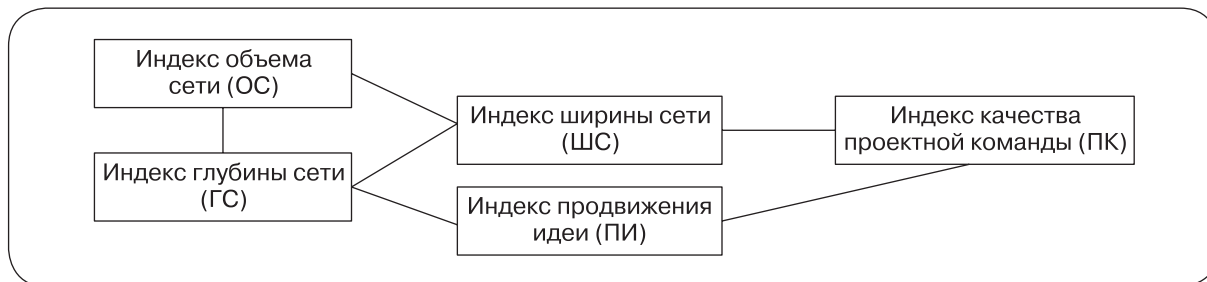 Индекс объема
сети (ОС)
Индекс глубины сети
(ГС)
Индекс ширины сети
(ШС)
Индекс продвижения
идеи (ПИ)
Индекс качества
проектной команды (ПК)